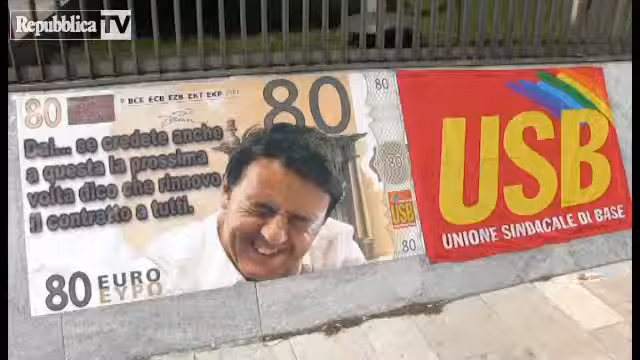 Repubblica TV
80
© BCE ECB EZB EKT EKP
80
80
Dai... se credete anche
a questa la prossima
volta dico che rinnovo
il contratto a tutti.
USB
80
80 EURO
ΕΥΡΩ
USB
UNIONE SINDACALE DI BASE